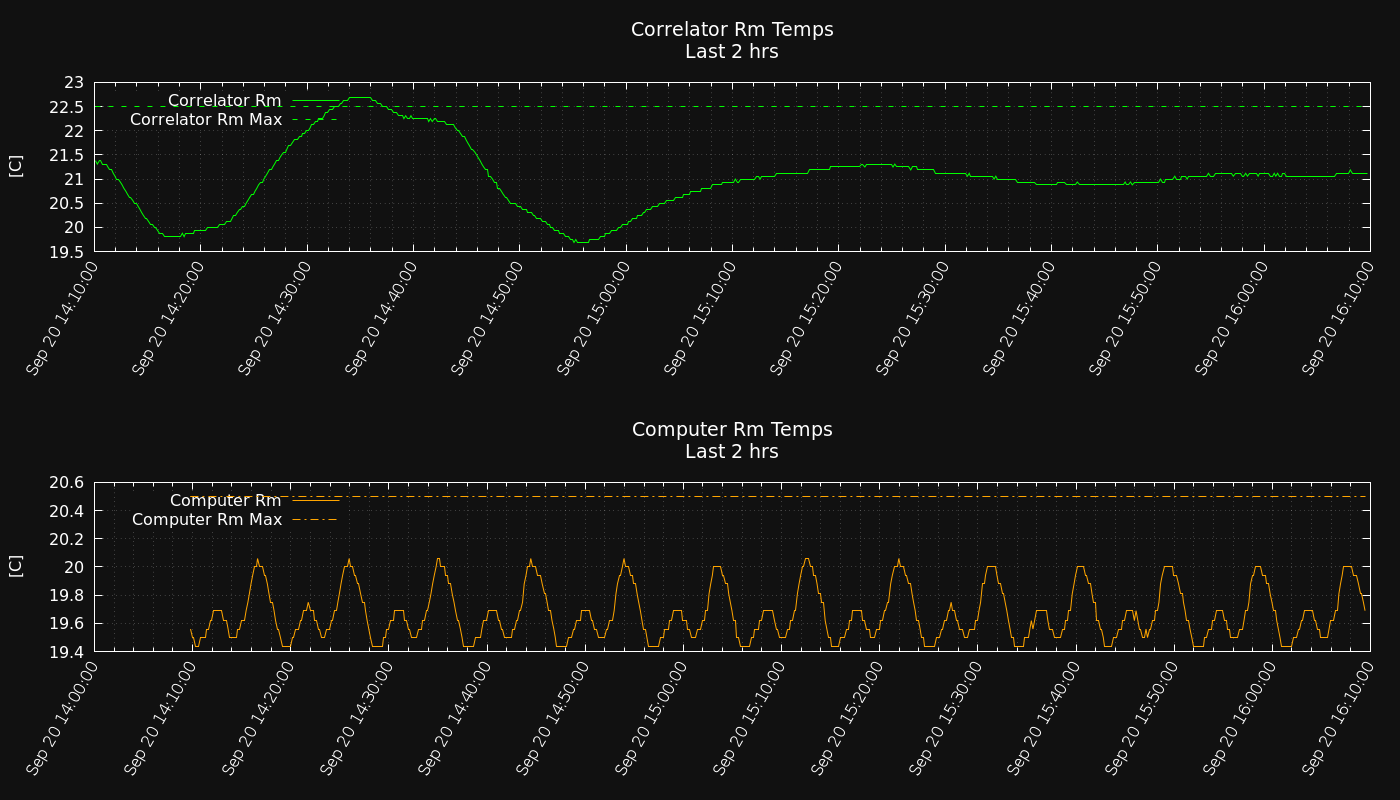 Correlator Rm Temps
Last 2 hrs
[C]
23
22.5
22
21.5
21
20.5
20
19.5
Correlator Rm
Correlator Rm Max
Sep 20 14:10:00
Sep 20 14:20:00
Sep 20 14:30:00
Sep 20 14:40:00
Sep 20 14:50:00
Sep 20 15:00:00
Sep 20 15:10:00
Sep 20 15:20:00
Sep 20 15:30:00
Sep 20 15:40:00
Sep 20 15:50:00
Sep 20 16:00:00
Sep 20 16:10:00
Computer Rm Temps
Last 2 hrs
[C]
20.6
20.4
20.2
20
19.8
19.6
19.4
Computer Rm
Computer Rm Max
Sep 20 14:00:00
Sep 20 14:10:00
Sep 20 14:20:00
Sep 20 14:30:00
Sep 20 14:40:00
Sep 20 14:50:00
Sep 20 15:00:00
Sep 20 15:10:00
Sep 20 15:20:00
Sep 20 15:30:00
Sep 20 15:40:00
Sep 20 15:50:00
Sep 20 16:00:00
Sep 20 16:10:00